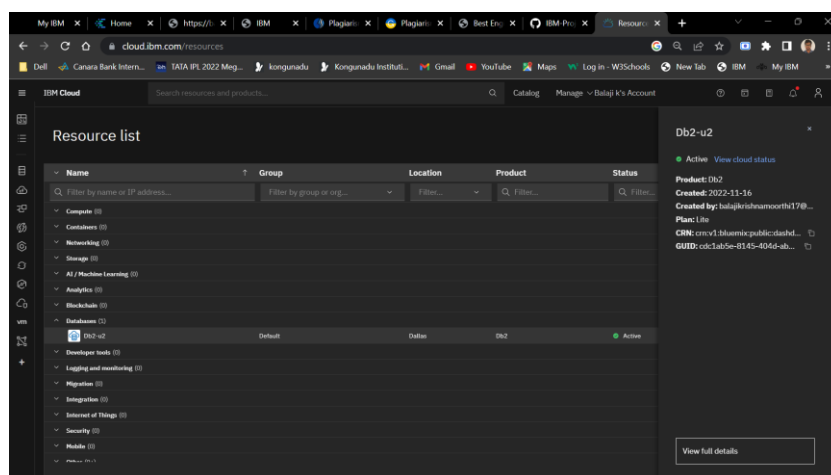 My IBM
Home
https://
IBM
Plagiaris
Plagiaris
Best Eng
IBM-Proj
Resource
cloud.ibm.com/resources
Dell
Canara Bank Intern...
TATA IPL 2022 Meg...
kongunadu
Kongunadu Instituti...
Gmail
YouTube
Maps
Log in - W3Schools
New Tab
IBM
My IBM
IBM Cloud
Search resources and products...
Catalog
Manage
Balaji k's Account
Resource list
Name
Group
Location
Product
Status
Filter by name or IP address...
Filter by group or org...
Filter...
Filter...
Filter...
Compute (0)
Containers (0)
Networking (0)
Storage (0)
AI / Machine Learning (0)
Analytics (0)
Blockchain (0)
Databases (1)
Db2-u2
Default
Dallas
Db2
Active
Developer tools (0)
Logging and monitoring (0)
Migration (0)
Integration (0)
Internet of Things (0)
Security (0)
Mobile (0)
vm
Db2-u2
Active View cloud status
Product: Db2
Created: 2022-11-16
Created by: balajikrishnamoorthi17@...
Plan: Lite
CRN: crn:v1:bluemix:public:dashd...
GUID: cdc1ab5e-8145-404d-ab...
View full details